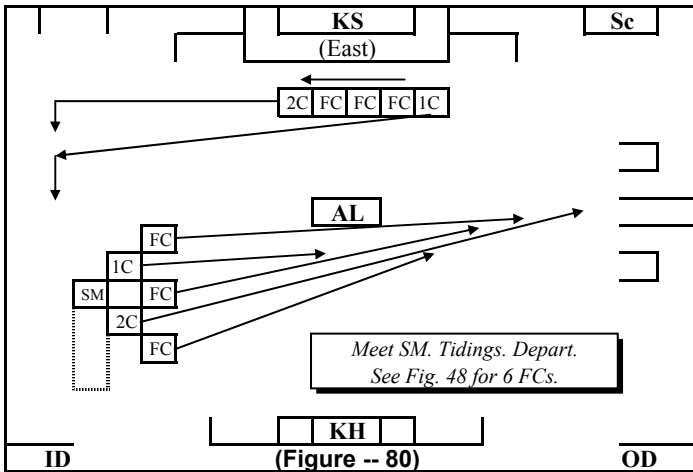 KS
Sc
(East)
2C FC FC FC 1C
AL
FC
1C
SM FC
2C
FC
Meet SM. Tidings. Depart.
See Fig. 48 for 6 FCs.
KH
ID
(Figure -- 80)
OD